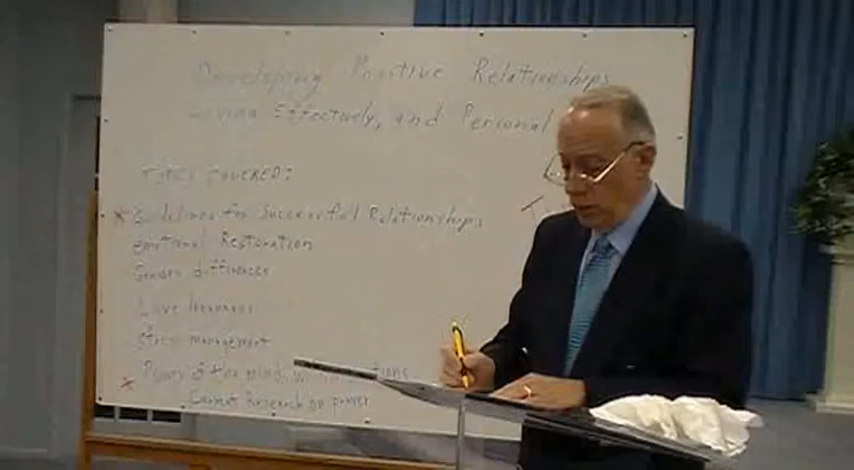 Developing Positive Relationships
Living Effectively, and Personal
TOPICS COVERED:
* Guidelines for Successful Relationships
emotional Restoration
Gender differences
Love
Stress management
* Power of the mind,
Current Research on prayer